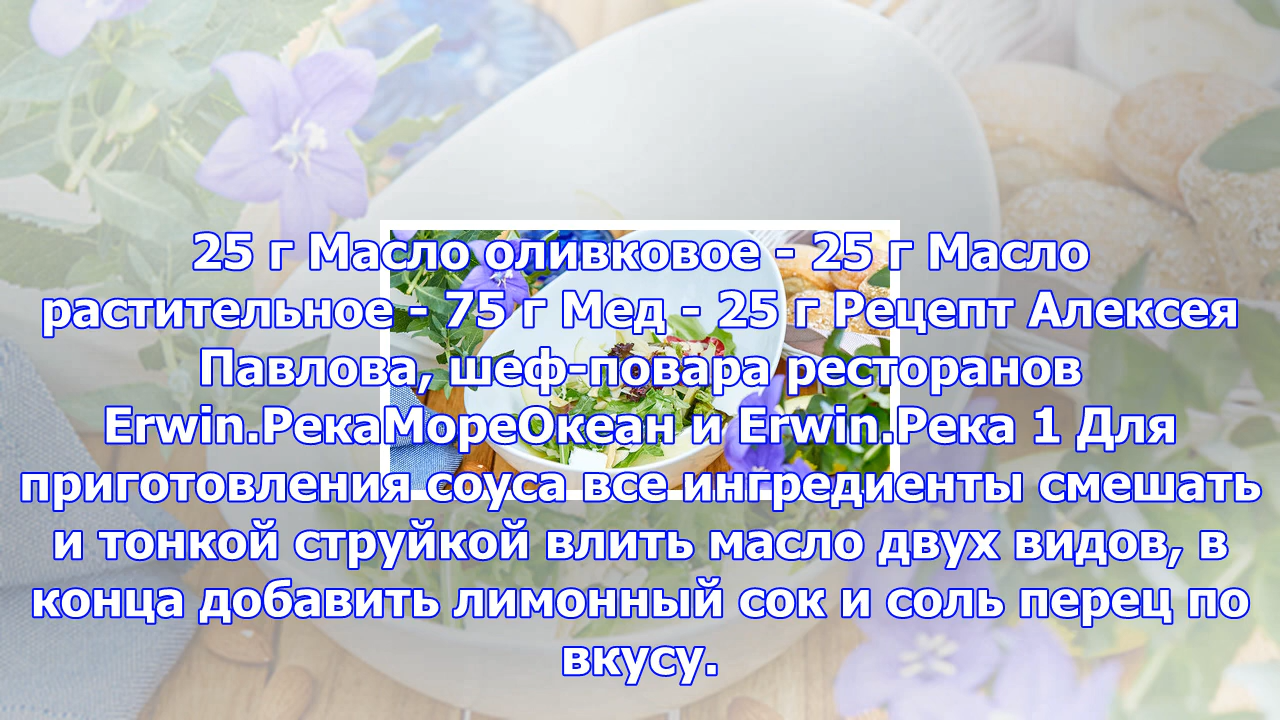 25 г Масло оливковое - 25 г Масло
растительное - 75 г Мед - 25 г Рецепт Алексея
Павлова, шеф-повара ресторанов
Erwin.РекаМореОкеан и Erwin.Река 1 Для
приготовления соуса все ингредиенты смешать
и тонкой струйкой влить масло двух видов, в
конца добавить лимонный сок и соль перец по
вкусу.